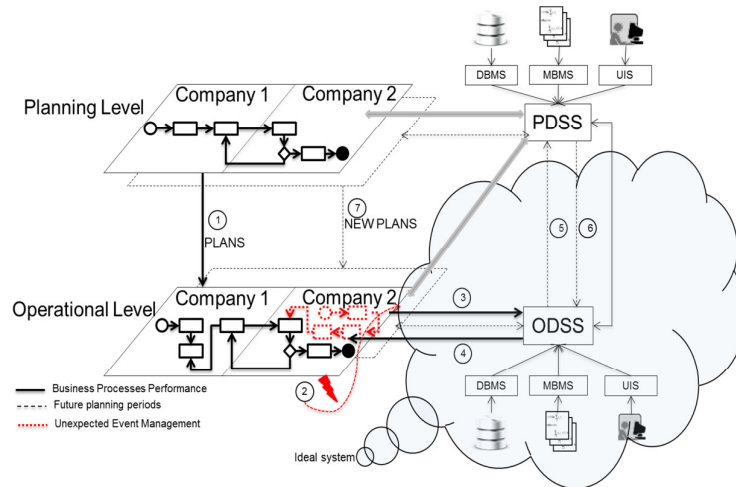 DBMS
MBMS
UIS
Planning Level
Company 1
Company 2
PDSS
1
PLANS
7
NEW PLANS
5
6
Operational Level
Company 1
Company 2
3
ODSS
4
2
DBMS
MBMS
UIS
Business Processes Performance
Future planning periods
Unexpected Event Management
Ideal system